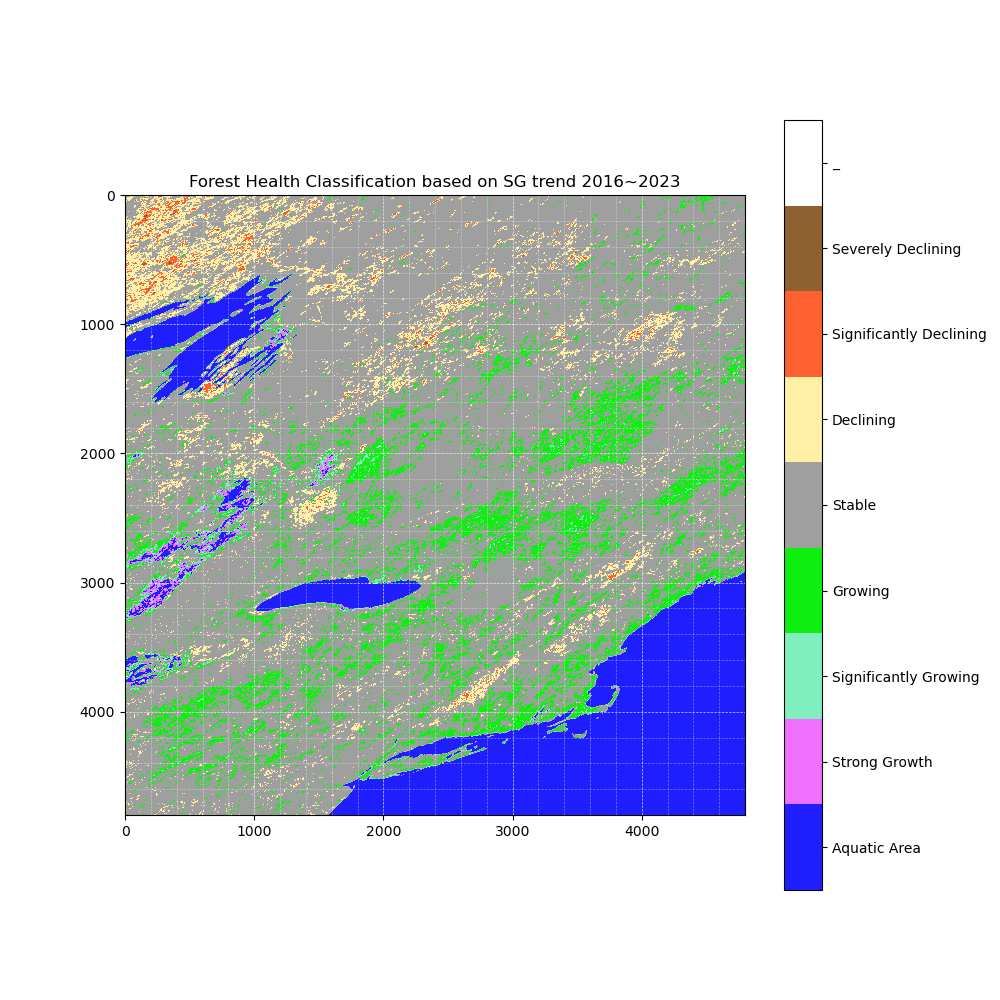 Forest Health Classification based on SG trend 2016~2023
0
1000
2000
3000
4000
0
1000
2000
3000
4000
_
Severely Declining
Significantly Declining
Declining
Stable
Growing
Significantly Growing
Strong Growth
Aquatic Area